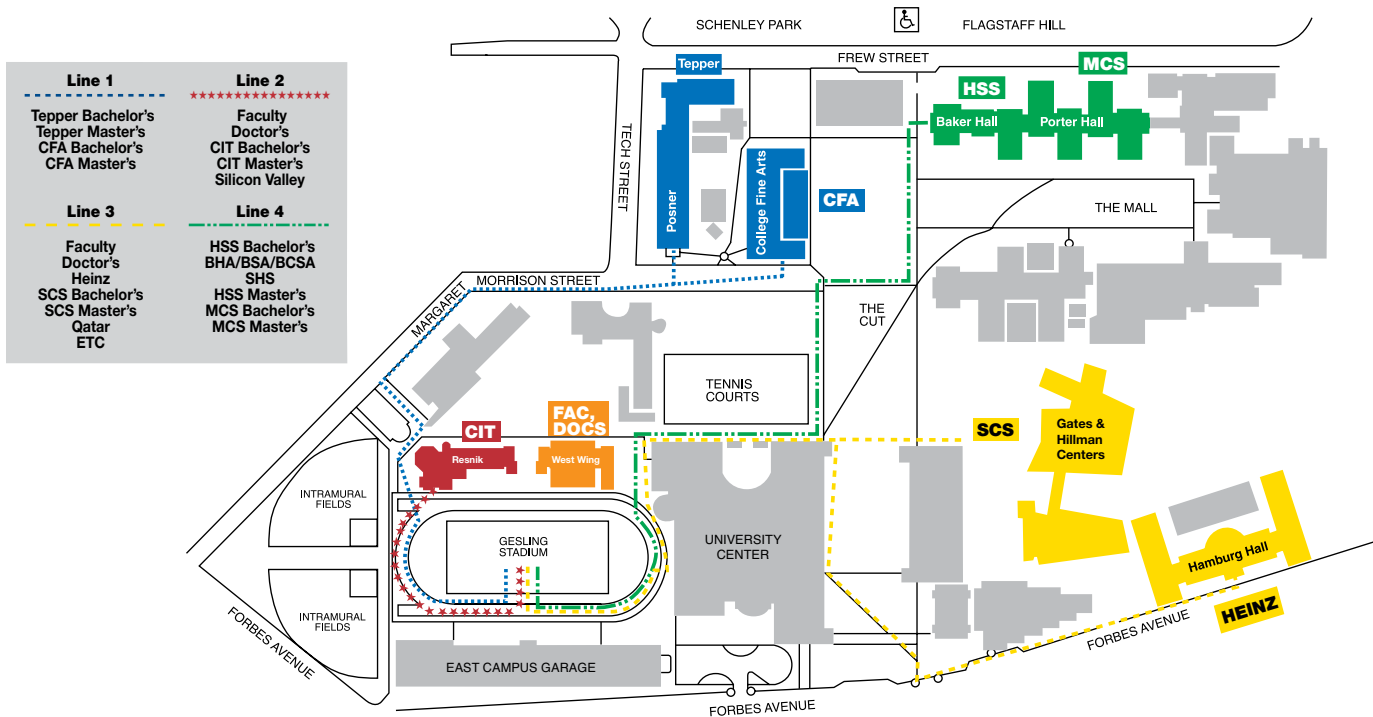 SCHENLEY PARK
FLAGSTAFF HILL
FREW STREET
Line 1
Tepper Bachelor's
Tepper Master's
CFA Bachelor's
CFA Master's
Line 2
Faculty
Doctor's
CIT Bachelor's
CIT Master's
Silicon Valley
Line 3
Faculty
Doctor's
Heinz
SCS Bachelor's
SCS Master's
Qatar
ETC
Line 4
HSS Bachelor's
BHA/BSA/BCSA
SHS
HSS Master's
MCS Bachelor's
MCS Master's
Tepper
MCS
HSS
Baker Hall
Porter Hall
TECH STREET
Posner
College Fine Arts
CFA
THE MALL
MORRISON STREET
MARGARET
THE
CUT
TENNIS
COURTS
FAC,
DOCS
CIT
Resnik
West Wing
SCS
Gates &
Hillman
Centers
INTRAMURAL
FIELDS
GESLING
STADIUM
UNIVERSITY
CENTER
Hamburg Hall
HEINZ
INTRAMURAL
FIELDS
FORBES AVENUE
FORBES AVENUE
EAST CAMPUS GARAGE
FORBES AVENUE